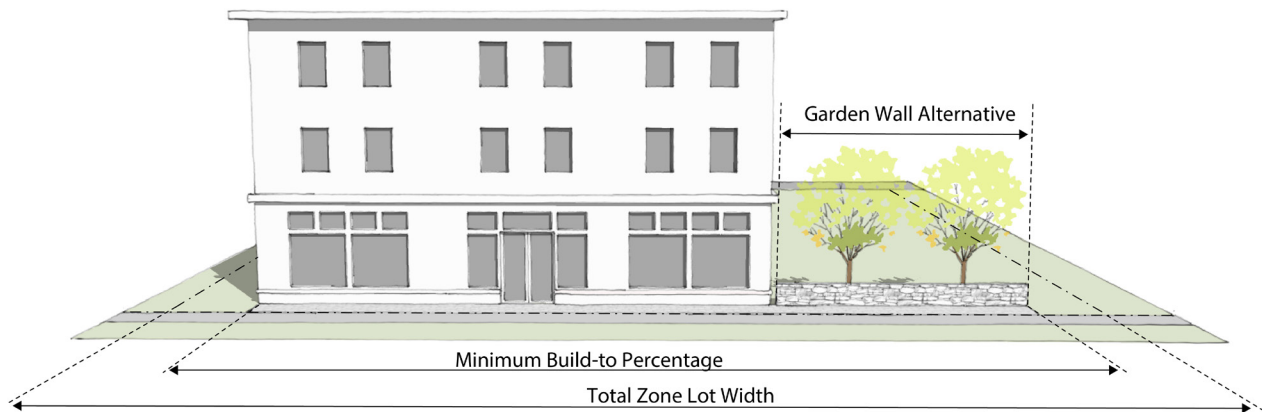 Garden Wall Alternative
Minimum Build-to Percentage
Total Zone Lot Width